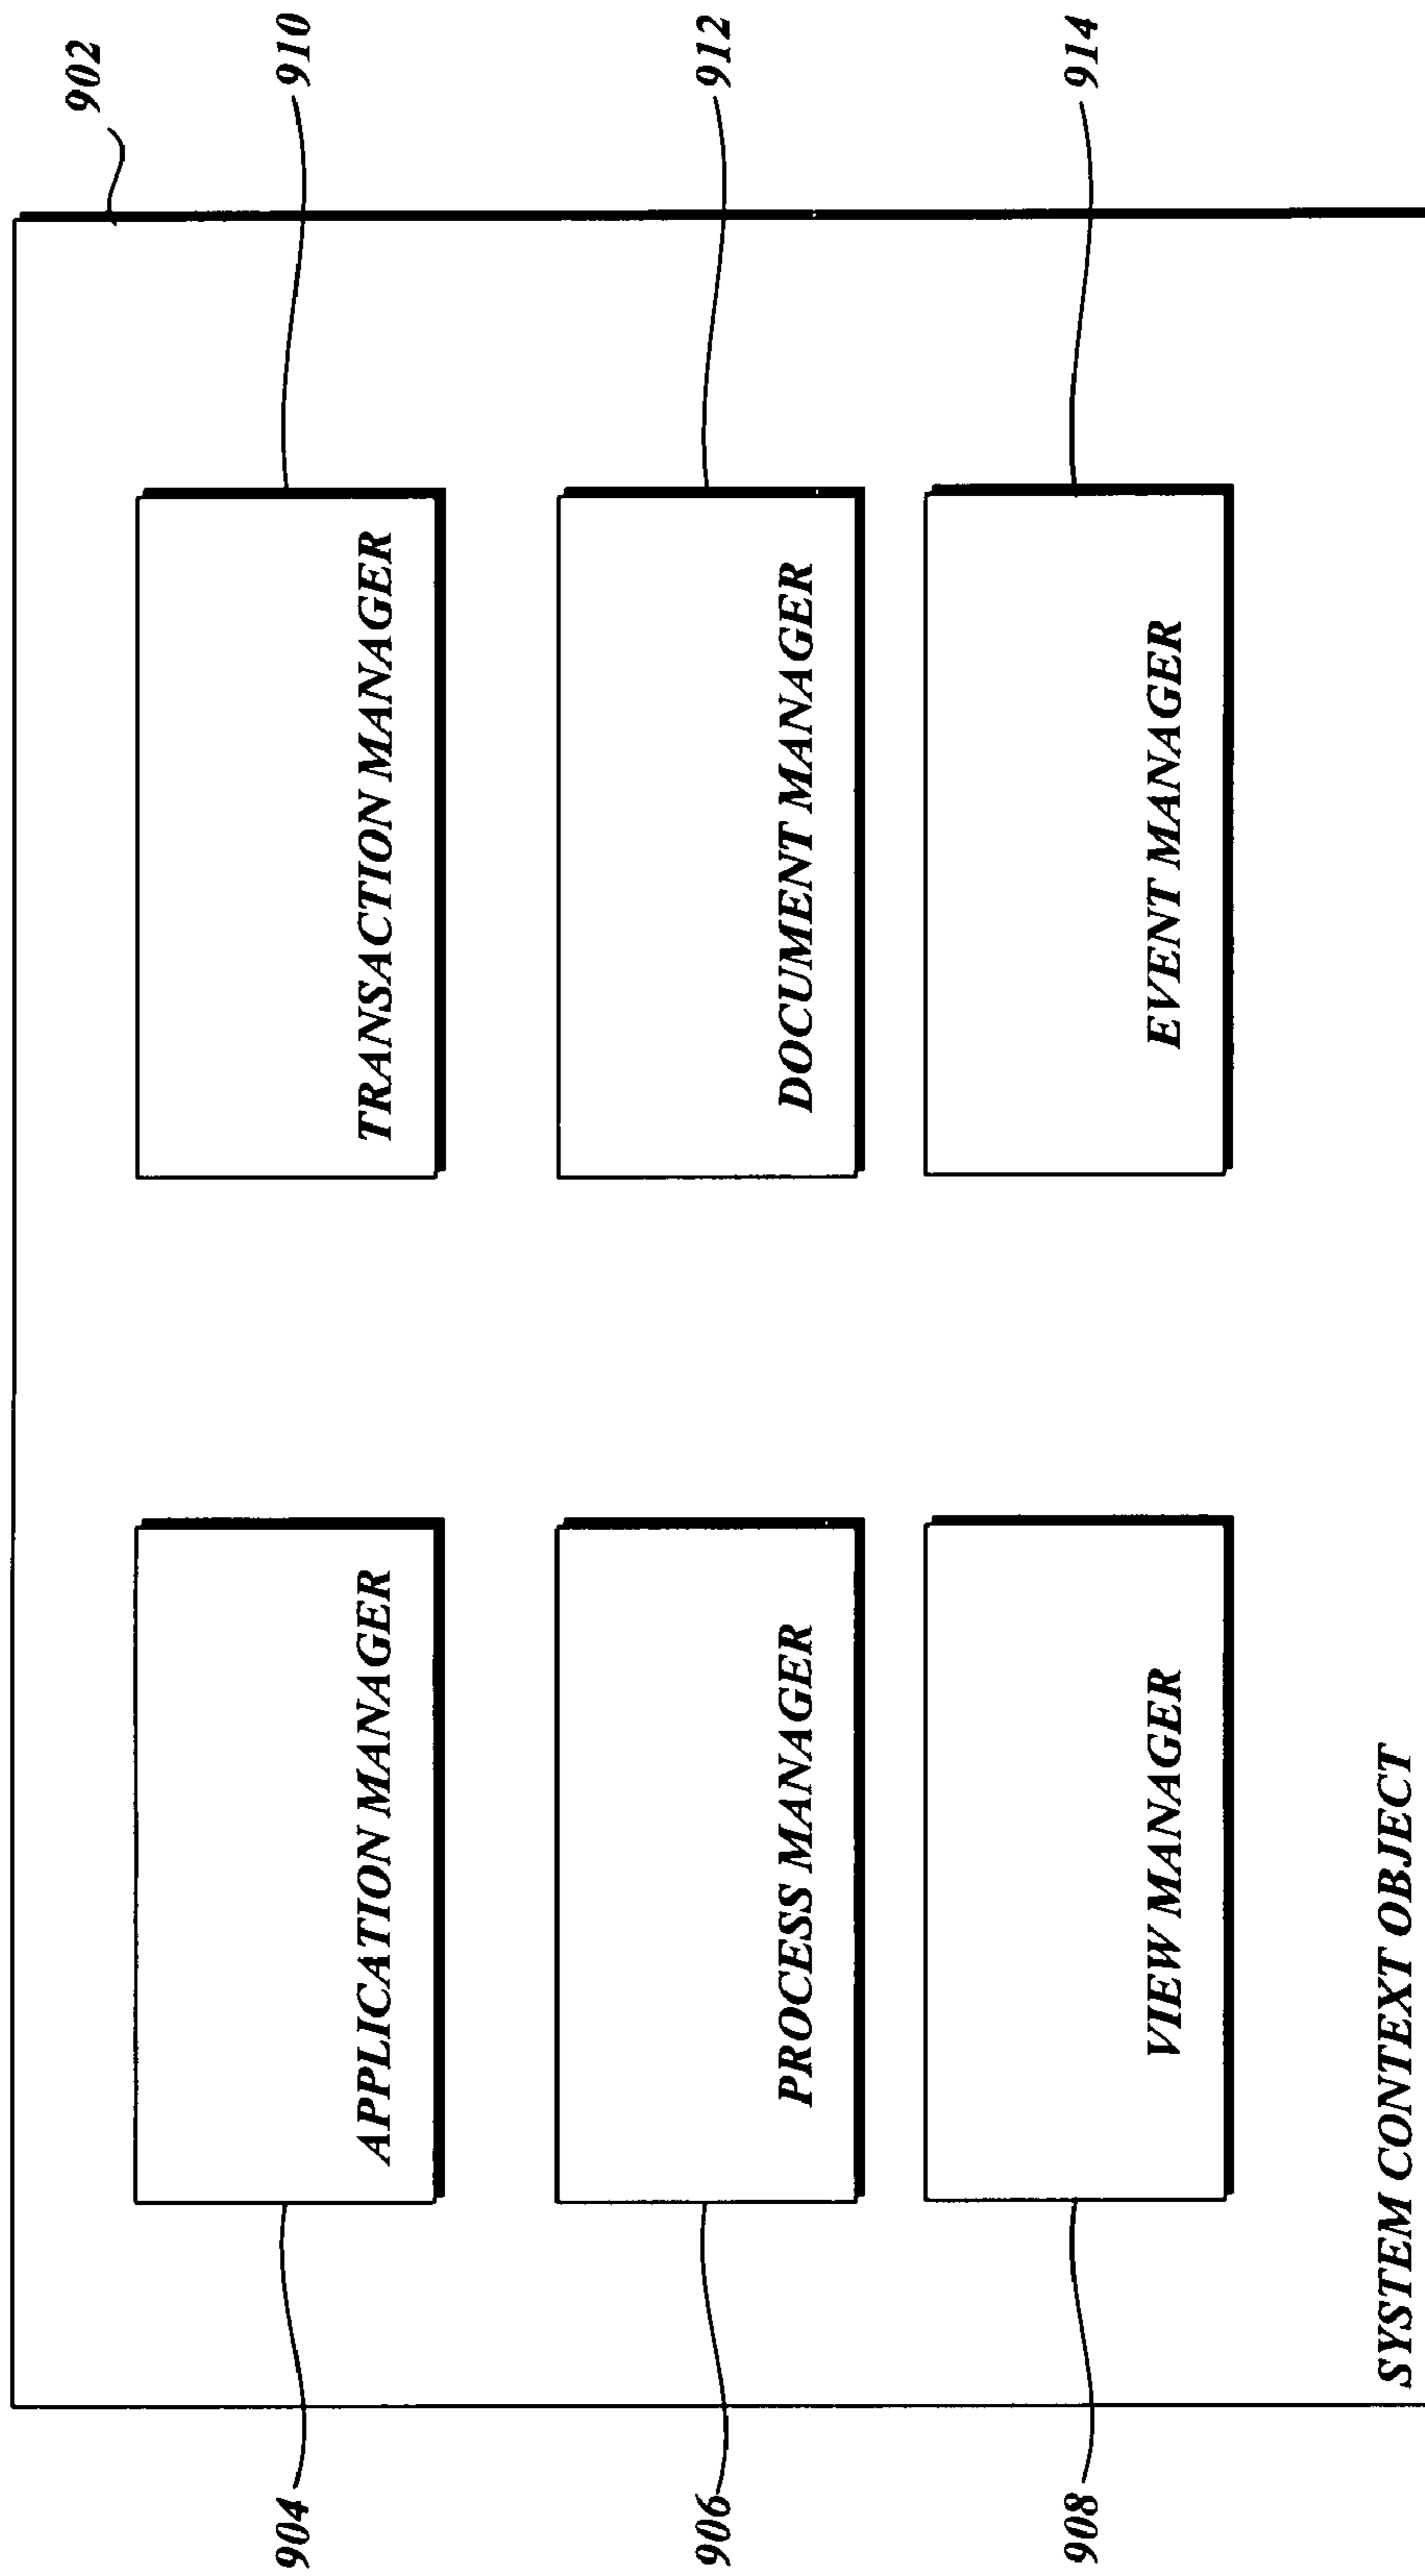 902
904
APPLICATION MANAGER
TRANSACTION MANAGER
910
906
PROCESS MANAGER
DOCUMENT MANAGER
912
908
VIEW MANAGER
EVENT MANAGER
914
SYSTEM CONTEXT OBJECT